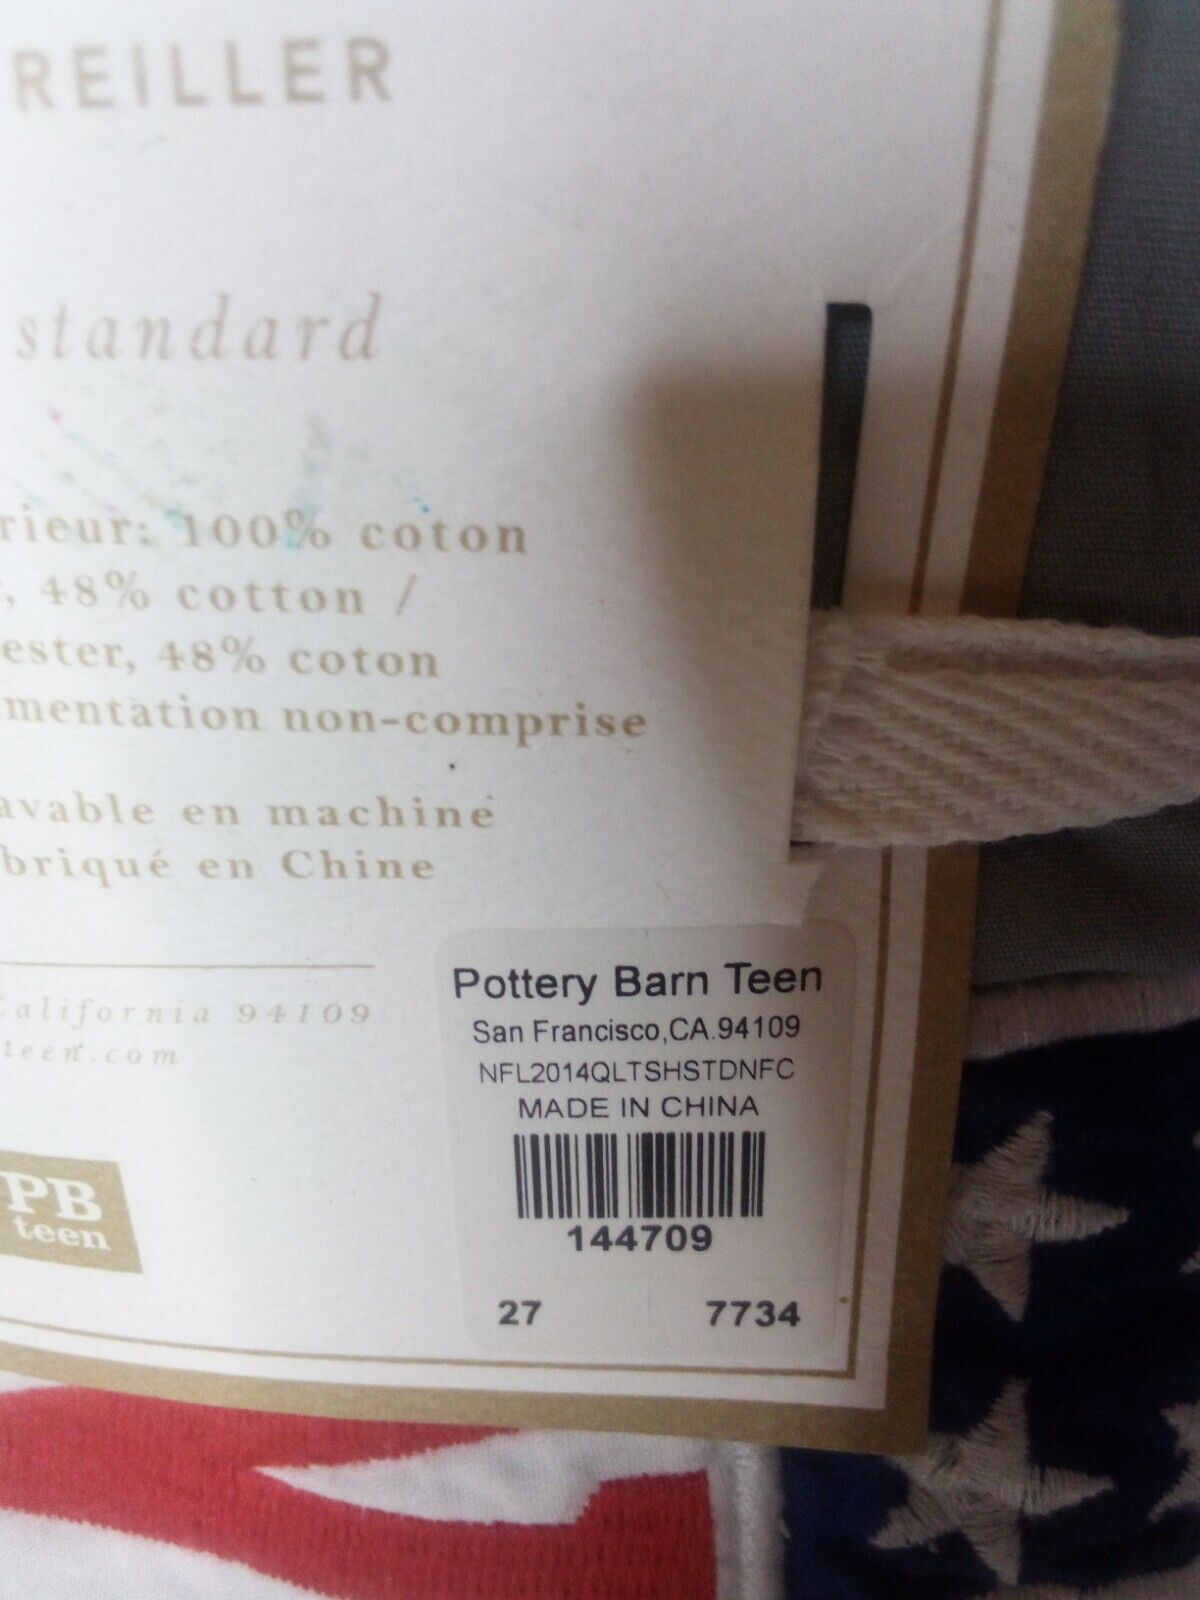 REILLER
standard
rieur: 100% coton
, 48% cotton /
ester, 48% coton
mentation non-comprise
avable en machine
briqué en Chine
California 94109
teen.com
PB
teen
Pottery Barn Teen
San Francisco,CA.94109
NFL2014QLTSHSTDNFC
MADE IN CHINA
144709
27 7734